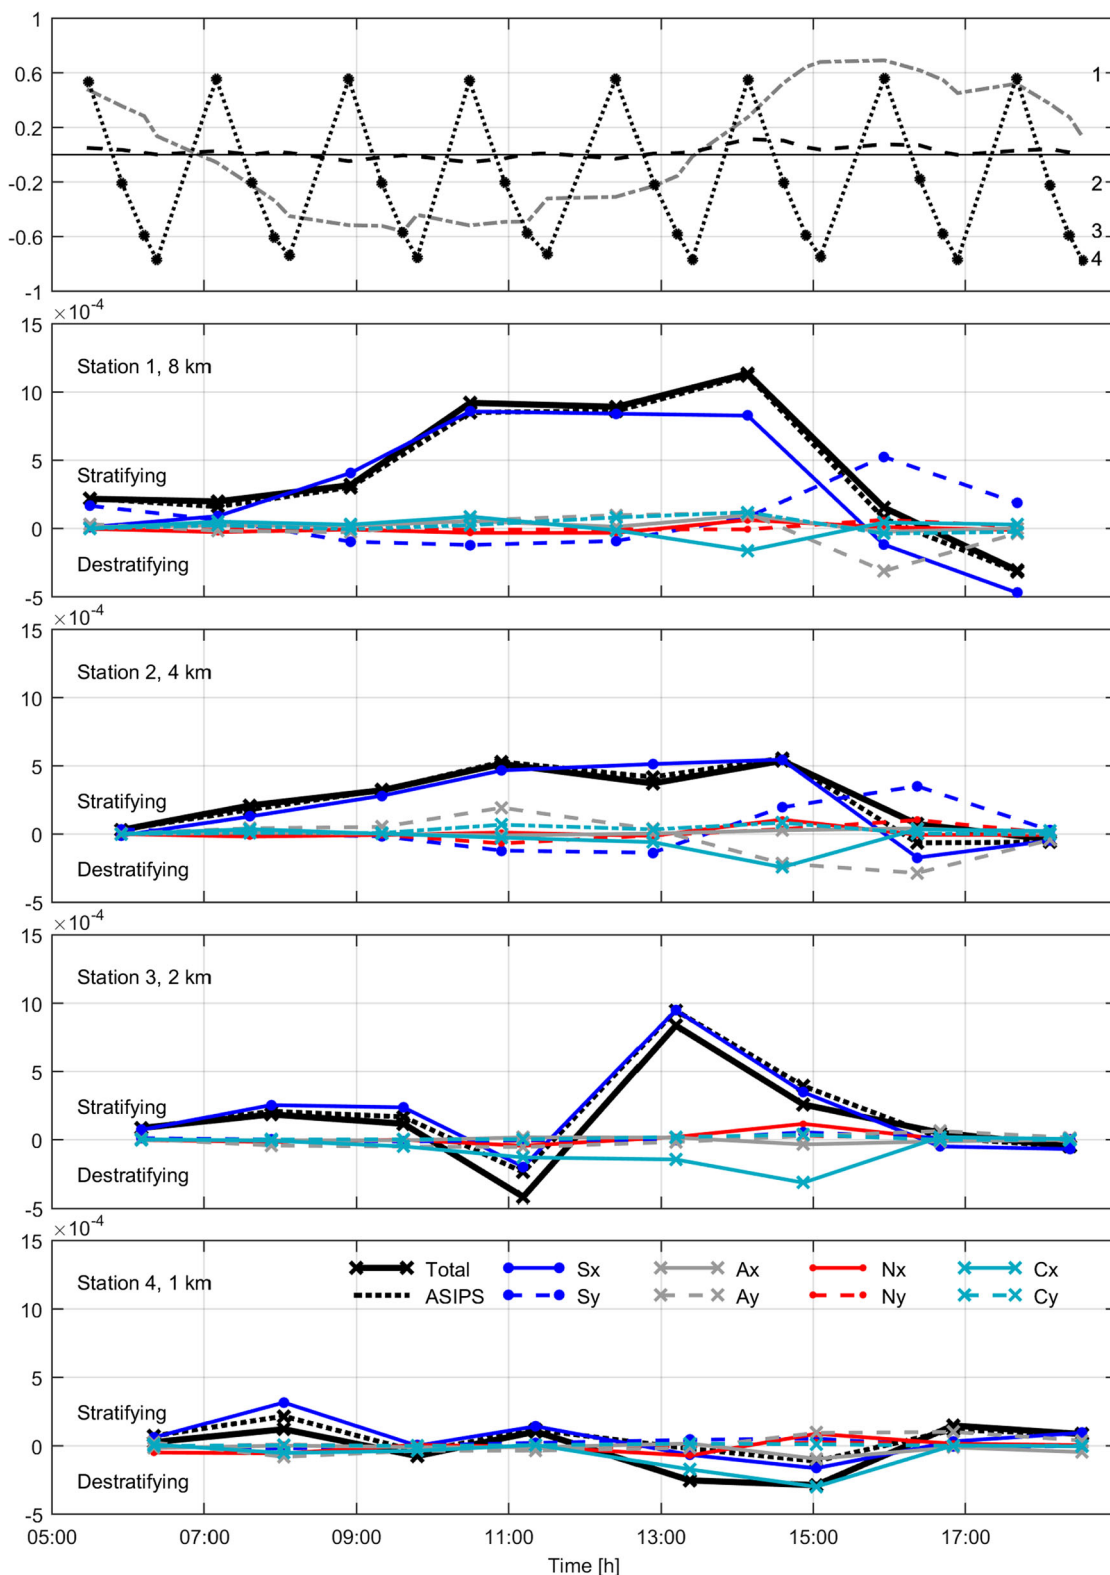 1
0.6
0.2
-0.2
-0.6
-1
1
2
3
4
×10-4
15
Station 1, 8 km
10
5
Stratifying
0
Destratifying
-5
×10-4
15
Station 2, 4 km
10
5
Stratifying
0
Destratifying
-5
×10-4
15
Station 3, 2 km
10
5
Stratifying
0
Destratifying
-5
×10-4
15
Station 4, 1 km
Total Sx Ax Nx Cx
ASIPS Sy Ay Ny Cy
10
5
Stratifying
0
Destratifying
-5
05:00 07:00 09:00 11:00 13:00 15:00 17:00
Time [h]